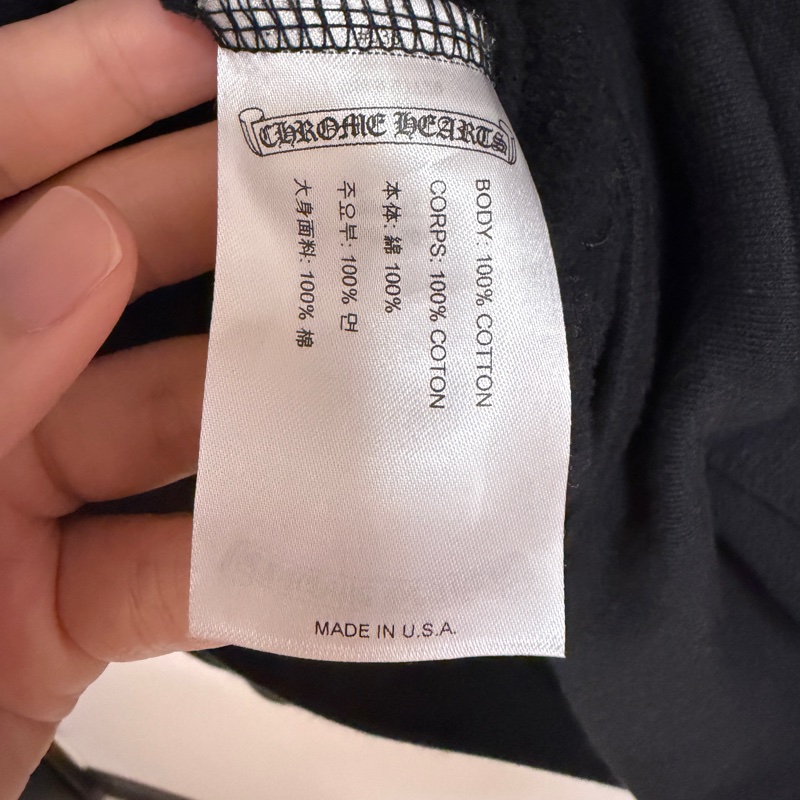 CHROME HEARTS
BODY: 100% COTTON
CORPS: 100% COTON
本体: 綿 100%
주요부: 100% 면
大身面料: 100% 棉
MADE IN U.S.A.